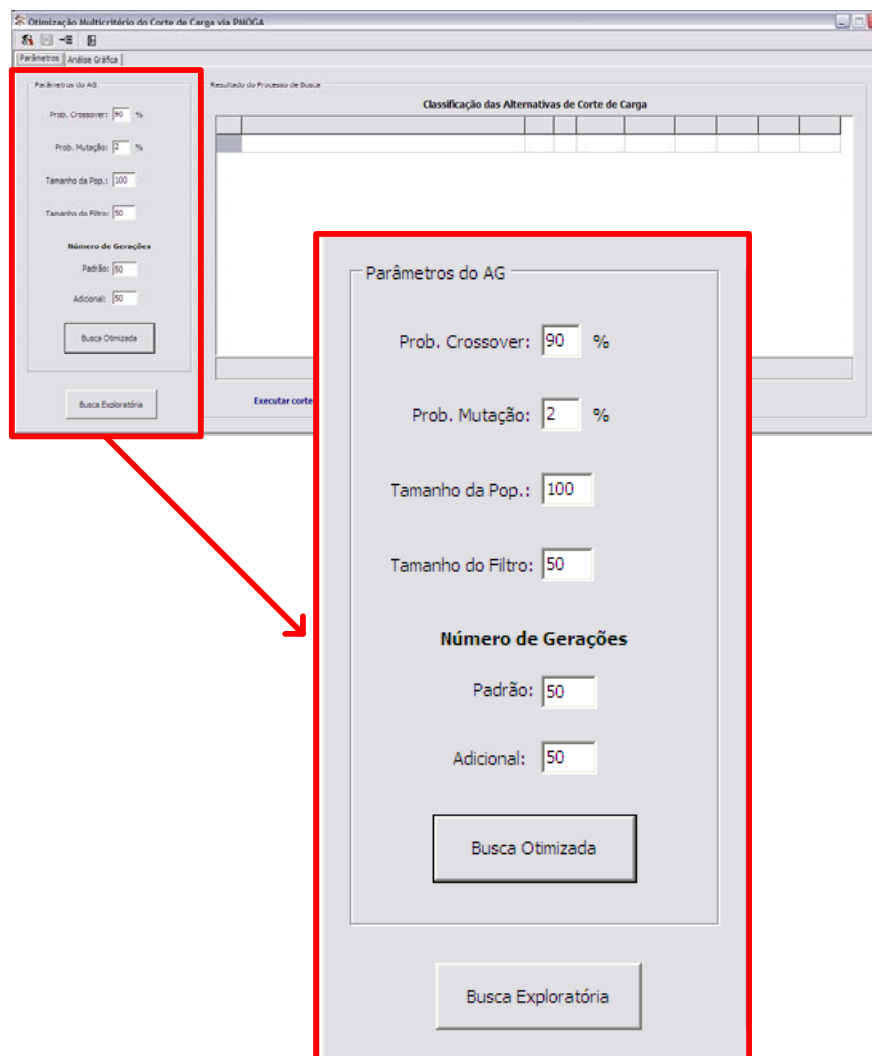 Otimização Multicritério do Corte de Carga via PMOGA
Parâmetros Análise Gráfica
Parâmetros do AG
Prob. Crossover: 90 %
Prob. Mutação: 2 %
Tamanho da Pop.: 100
Tamanho do Filtro: 50
Número de Gerações
Padrão: 50
Adicional: 50
Busca Otimizada
Busca Exploratória
Resultado do Processo de Busca
Classificação das Alternativas de Corte de Carga
Executar corte
Parâmetros do AG
Prob. Crossover: 90 %
Prob. Mutação: 2 %
Tamanho da Pop.: 100
Tamanho do Filtro: 50
Número de Gerações
Padrão: 50
Adicional: 50
Busca Otimizada
Busca Exploratória